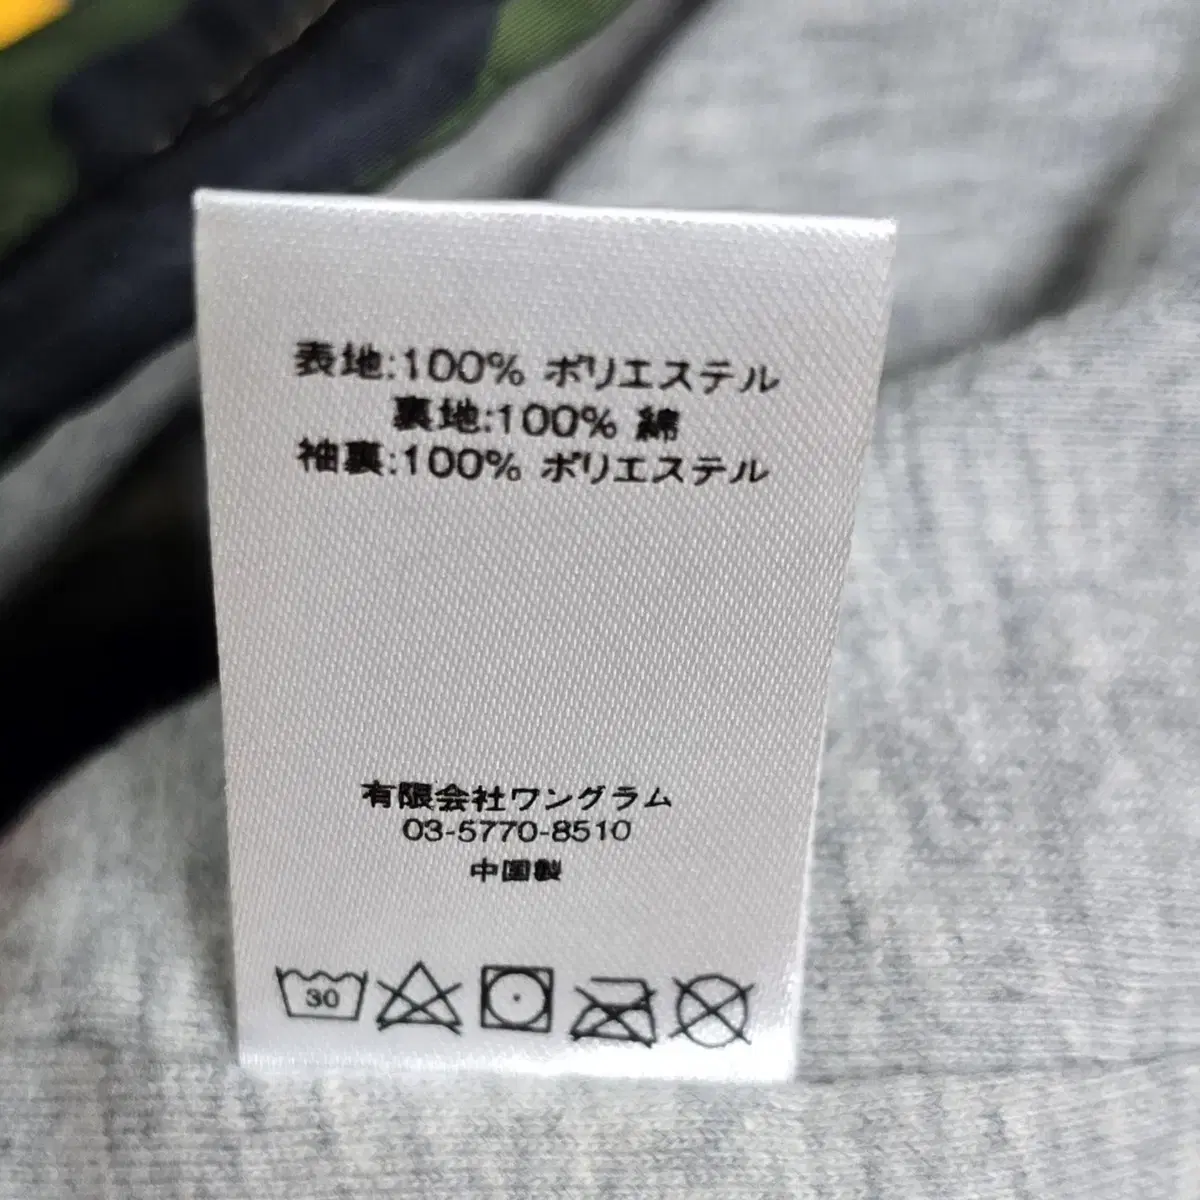 表地:100% ポリエステル
裏地:100% 綿
袖裏:100% ポリエステル
有限会社ワングラム
03-5770-8510
中国製
30